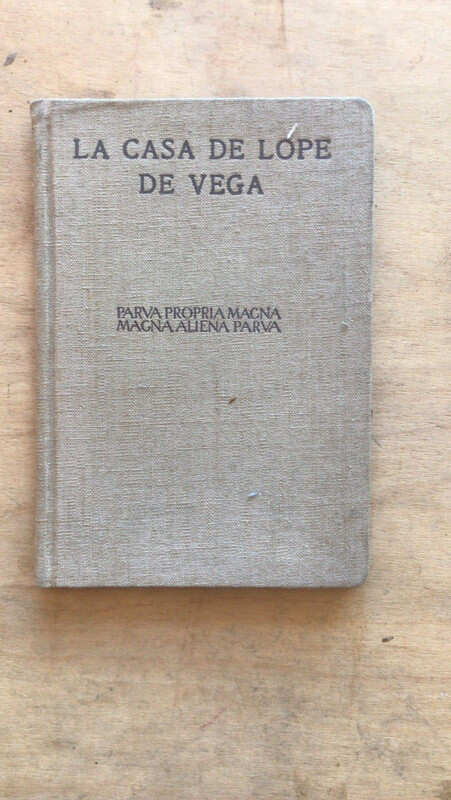 LA CASA DE LOPE
DE VEGA
PARVA PROPRIA MAGNA
MAGNA ALIENA PARVA